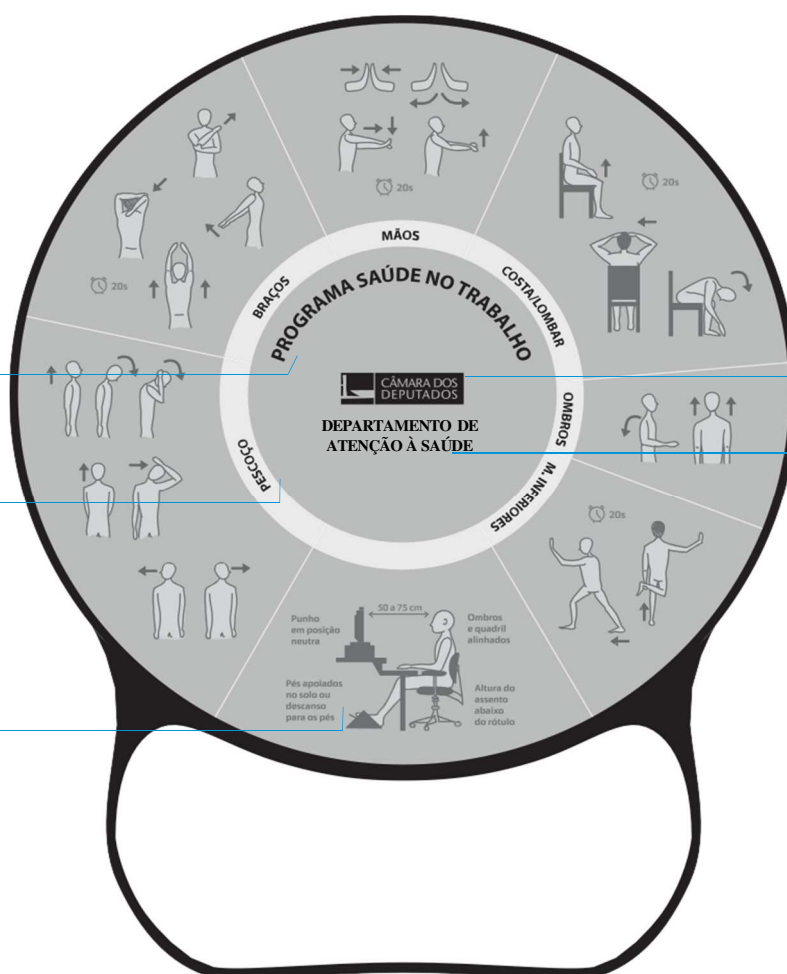 20s
MÃOS
20s
COSTA/LOMBAR
BRAÇOS
20s
PROGRAMA SAÚDE NO TRABALHO
CÂMARA DOS
DEPUTADOS
DEPARTAMENTO DE
ATENÇÃO À SAÚDE
OMBROS
PESCOÇO
M. INFERIORES
20s
50 a 75 cm
Punho
em posição
neutra
Ombros
e quadril
alinhados
Pés apoiados
no solo ou
descanso
para os pés
Altura do
assento
abaixo
do rótulo